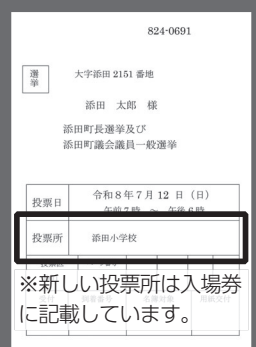 824-0691
選挙
大字添田 2151 番地
添田 太郎 様
添田町長選挙及び
添田町議会議員一般選挙
投票日
令和8年7月12日(日)
午前7時 ～ 午後6時
投票所
添田小学校
※新しい投票所は入場券
に記載しています。